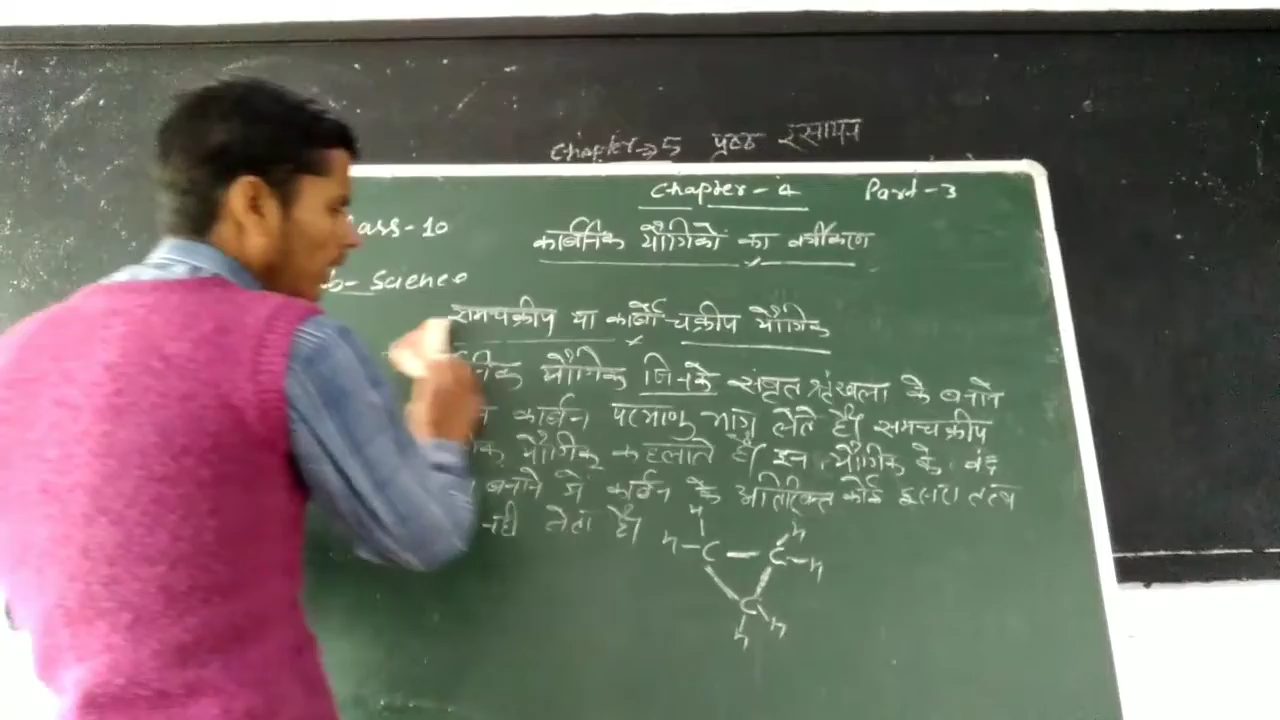 Chapter-5 पृष्ठ रसायन
Chapter-4 Part-3
ass-10
कार्बनिक यौगिकों का वर्गीकरण
b- Science
समचक्रीय या कार्बो-चक्रीय यौगिक
निक यौगिक जिनके संवृत श्रृंखला के बनाने
न कार्बन परमाणु भाग लेते हैं। समचक्रीय
क यौगिक कहलाते हैं। इन यौगिक के बंद
बनाने में कार्बन के अतिरिक्त कोई दूसरा तत्व
नही लेता है।
H
H-C-C-H
H
C
H H